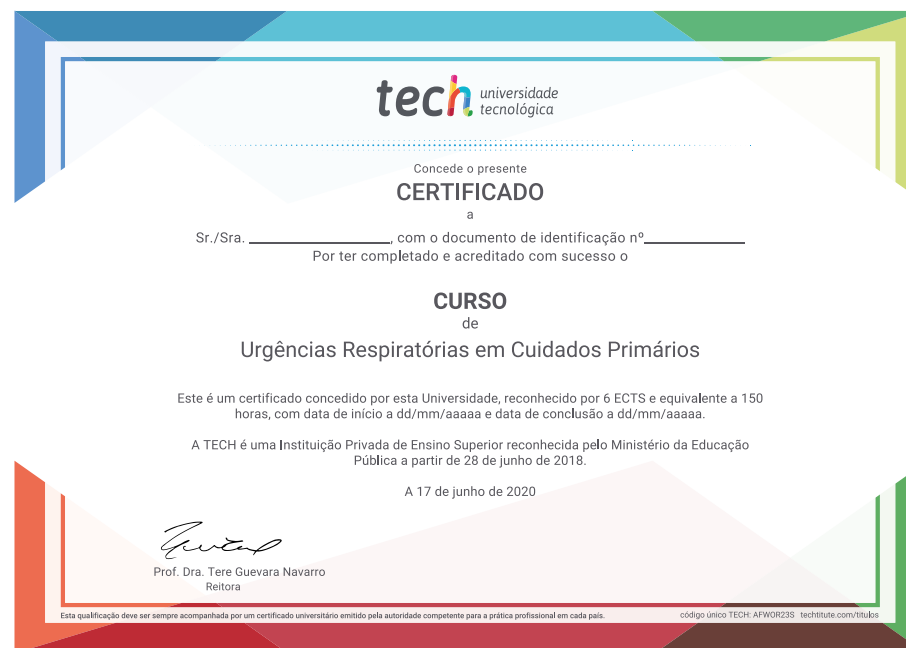 tech universidade
tecnológica
Concede o presente
CERTIFICADO
a
Sr./Sra. ____________________, com o documento de identificação nº______________
Por ter completado e acreditado com sucesso o
CURSO
de
Urgências Respiratórias em Cuidados Primários
Este é um certificado concedido por esta Universidade, reconhecido por 6 ECTS e equivalente a 150
horas, com data de início a dd/mm/aaaaa e data de conclusão a dd/mm/aaaaa.
A TECH é uma Instituição Privada de Ensino Superior reconhecida pelo Ministério da Educação
Pública a partir de 28 de junho de 2018.
A 17 de junho de 2020
Prof. Dra. Tere Guevara Navarro
Reitora
Esta qualificação deve ser sempre acompanhada por um certificado universitário emitido pela autoridade competente para a prática profissional em cada país. código único TECH: AFWOR23S techtitute.com/titulos